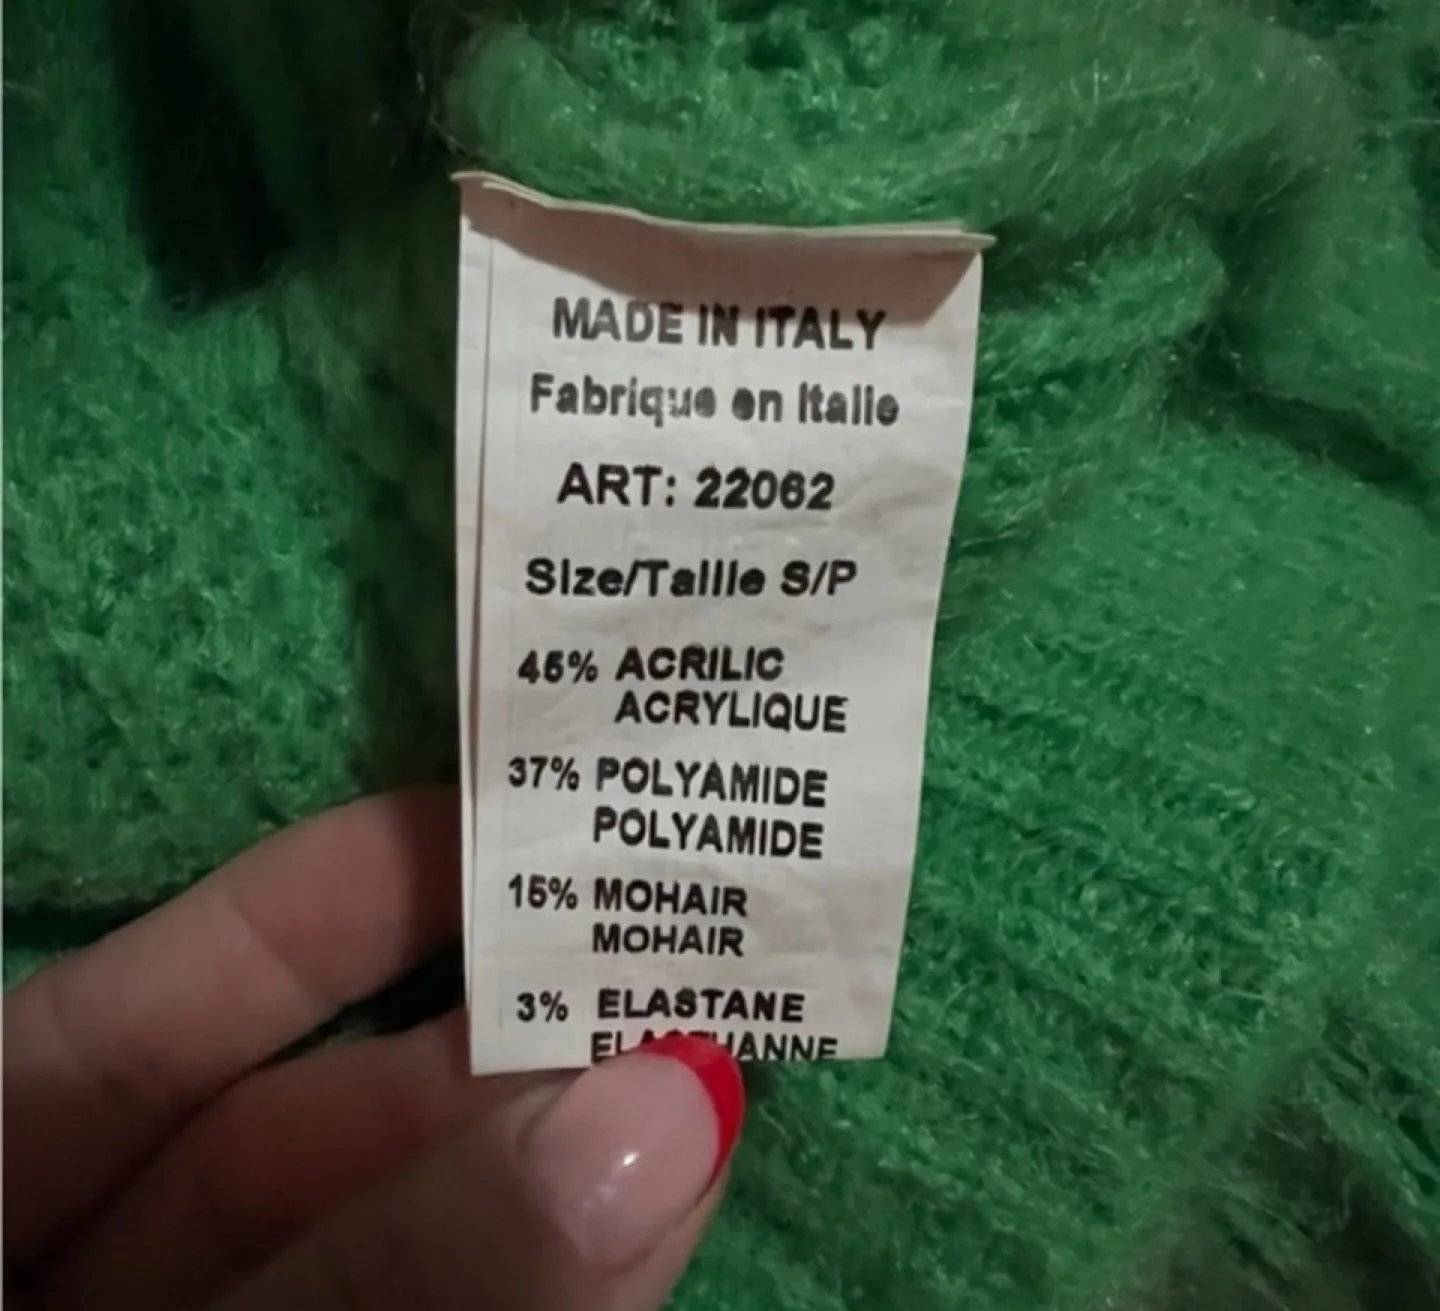 MADE IN ITALY
Fabriqué en Italie
ART: 22062
Size/Taille S/P
45% ACRILIC
ACRYLIQUE
37% POLYAMIDE
POLYAMIDE
15% MOHAIR
MOHAIR
3% ELASTANE